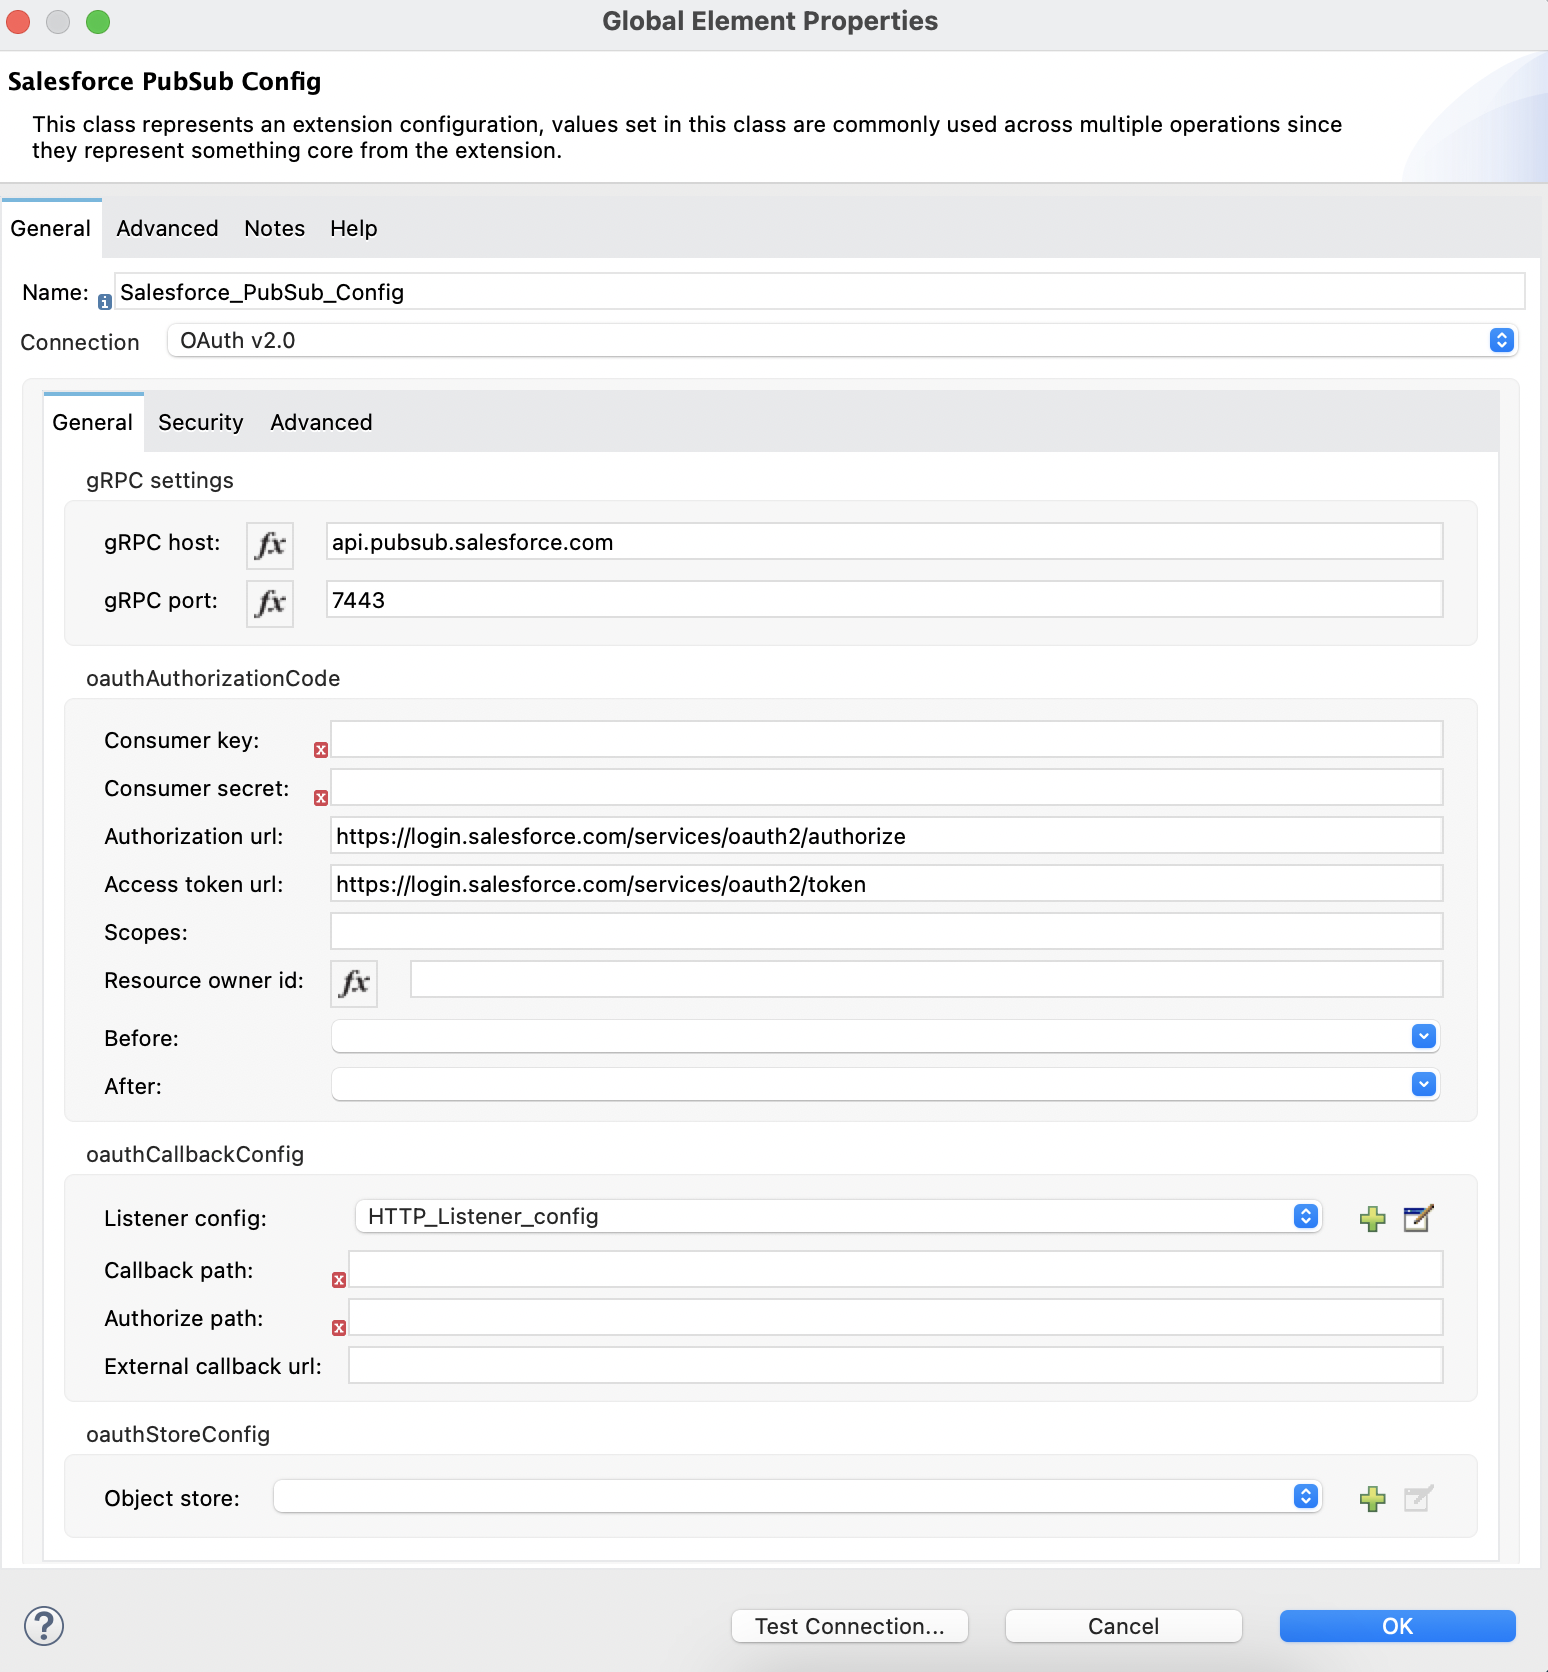 Global Element Properties
Salesforce PubSub Config
This class represents an extension configuration, values set in this class are commonly used across multiple operations since
they represent something core from the extension.
General Advanced Notes Help
Name: Salesforce_PubSub_Config
Connection OAuth v2.0
General Security Advanced
gRPC settings
gRPC host: fx api.pubsub.salesforce.com
gRPC port: fx 7443
oauthAuthorizationCode
Consumer key:
Consumer secret:
Authorization url: https://login.salesforce.com/services/oauth2/authorize
Access token url: https://login.salesforce.com/services/oauth2/token
Scopes:
Resource owner id: fx
Before:
After:
oauthCallbackConfig
Listener config: HTTP_Listener_config
Callback path:
Authorize path:
External callback url:
oauthStoreConfig
Object store:
? Test Connection... Cancel OK